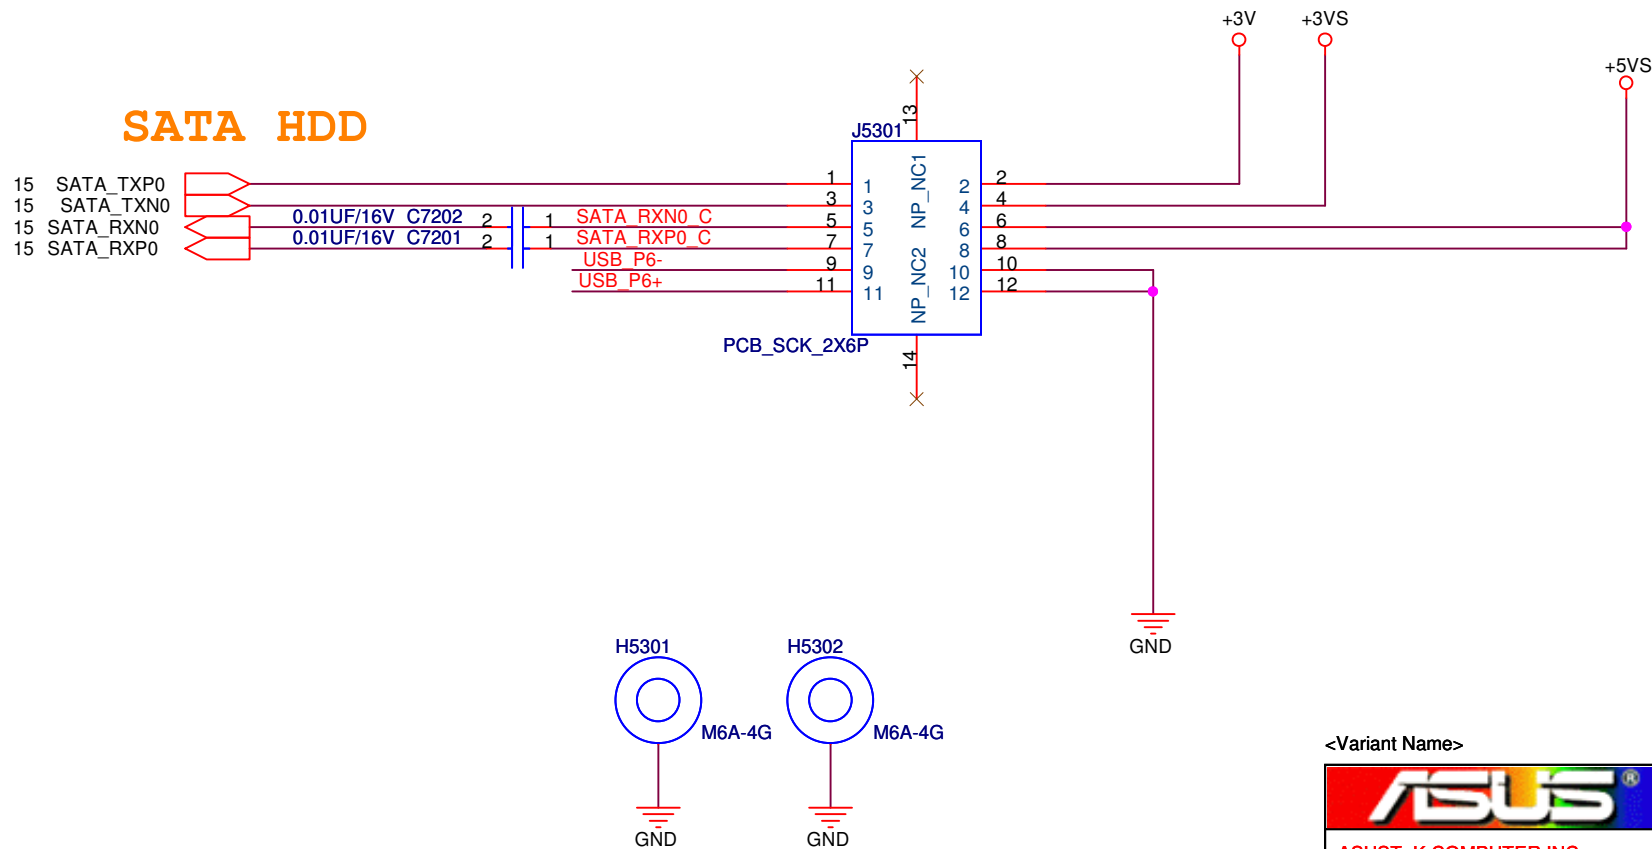 +3V +3VS
+5VS
SATA HDD
13
J5301
15 SATA_TXP0 1 1 NP_NC1 2 2
15 SATA_TXN0 3 3 4 4
15 SATA_RXN0 0.01UF/16V C7202 2 1 SATA_RXN0_C 5 5 6 6
15 SATA_RXP0 0.01UF/16V C7201 2 1 SATA_RXP0_C 7 7 NP_NC2 8 8
USB_P6- 9 9 10 10
USB_P6+ 11 11 12 12
PCB_SCK_2X6P
14
GND
H5301 H5302
M6A-4G M6A-4G
GND GND
<Variant Name>
ASUS®